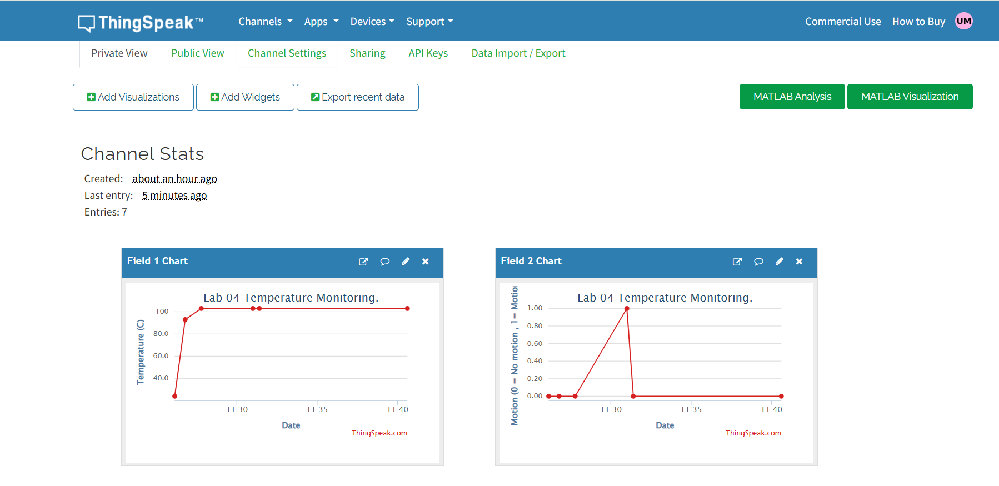 ThingSpeak™ Channels Apps Devices Support Commercial Use How to Buy UM
Private View Public View Channel Settings Sharing API Keys Data Import / Export
Add Visualizations Add Widgets Export recent data MATLAB Analysis MATLAB Visualization
Channel Stats
Created: about an hour ago
Last entry: 5 minutes ago
Entries: 7
Field 1 Chart
Lab 04 Temperature Monitoring.
Temperature (C)
100
80.0
60.0
40.0
11:30 11:35 11:40
Date
ThingSpeak.com
Field 2 Chart
Lab 04 Temperature Monitoring.
Motion (0 = No motion , 1= Motio
1.00
0.80
0.60
0.40
0.20
0.00
11:30 11:35 11:40
Date
ThingSpeak.com